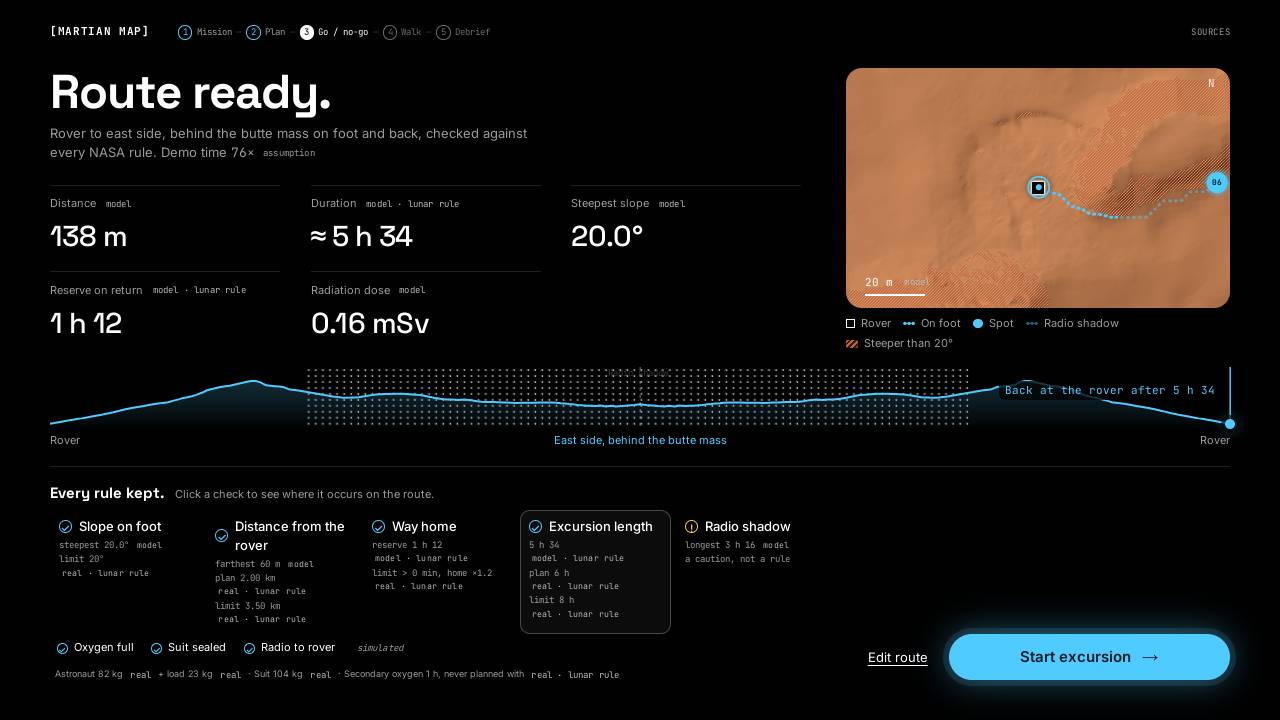 [MARTIAN MAP] 1 Mission 2 Plan 3 Go / no-go 4 Walk 5 Debrief SOURCES
Route ready.
Rover to east side, behind the butte mass on foot and back, checked against
every NASA rule. Demo time 76× assumption
Distance model
138 m
Duration model · lunar rule
≈ 5 h 34
Steepest slope model
20.0°
Reserve on return model · lunar rule
1 h 12
Radiation dose model
0.16 mSv
N
06
20 m model
Rover On foot Spot Radio shadow
Steeper than 20°
Back at the rover after 5 h 34
Rover East side, behind the butte mass Rover
Every rule kept. Click a check to see where it occurs on the route.
Slope on foot
steepest 20.0° model
limit 20°
real · lunar rule
Distance from the
rover
farthest 60 m model
plan 2.00 km
real · lunar rule
limit 3.50 km
real · lunar rule
Way home
reserve 1 h 12
model · lunar rule
limit > 0 min, home ×1.2
real · lunar rule
Excursion length
5 h 34
model · lunar rule
plan 6 h
real · lunar rule
limit 8 h
real · lunar rule
Radio shadow
longest 3 h 16 model
a caution, not a rule
Oxygen full Suit sealed Radio to rover simulated
Astronaut 82 kg real + load 23 kg real · Suit 104 kg real · Secondary oxygen 1 h, never planned with real · lunar rule
Edit route
Start excursion →